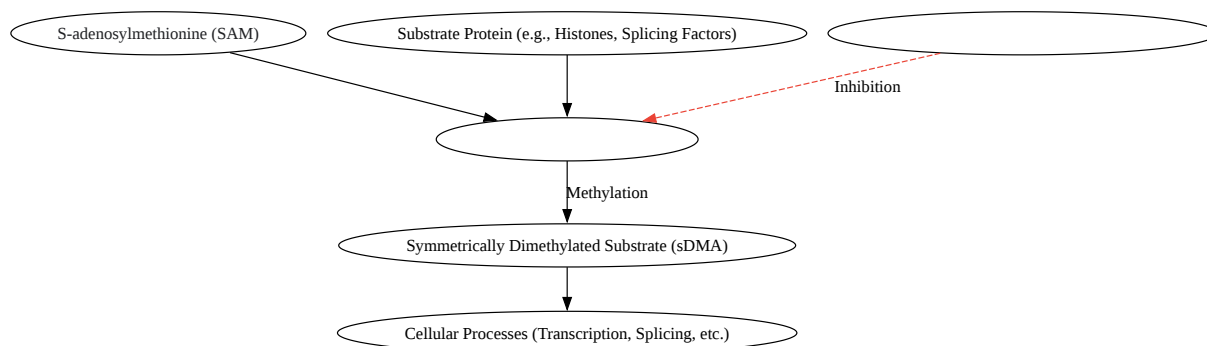 S-adenosylmethionine (SAM)
Substrate Protein (e.g., Histones, Splicing Factors)
Inhibition
Methylation
Symmetrically Dimethylated Substrate (sDMA)
Cellular Processes (Transcription, Splicing, etc.)